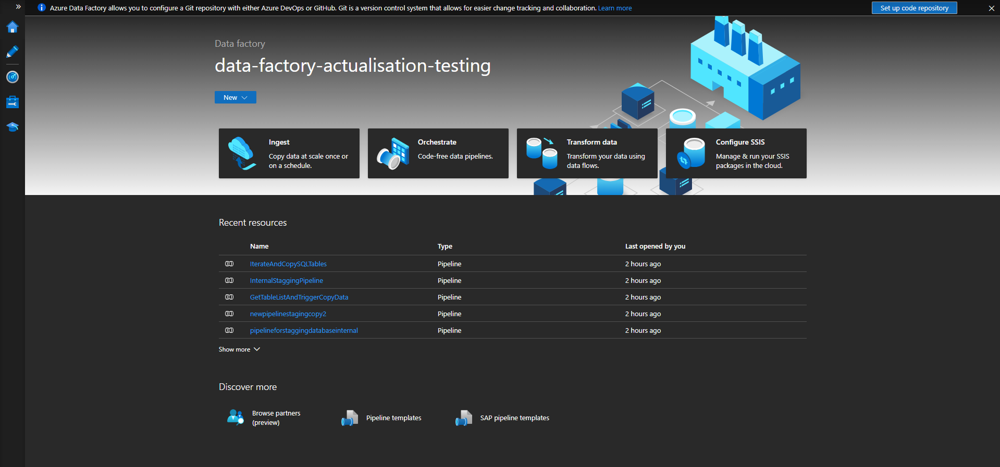 Azure Data Factory allows you to configure a Git repository with either Azure DevOps or GitHub. Git is a version control system that allows for easier change tracking and collaboration. Learn more
Set up code repository
Data factory
data-factory-actualisation-testing
New
Ingest
Copy data at scale once or
on a schedule.
Orchestrate
Code-free data pipelines.
Transform data
Transform your data using
data flows.
Configure SSIS
Manage & run your SSIS
packages in the cloud.
Recent resources
Name Type Last opened by you
IterateAndCopySQLTables Pipeline 2 hours ago
InternalStaggingPipeline Pipeline 2 hours ago
GetTableListAndTriggerCopyData Pipeline 2 hours ago
newpipelinestagingcopy2 Pipeline 2 hours ago
pipelineforstaggingdatabaseinternal Pipeline 2 hours ago
Show more
Discover more
Browse partners
(preview)
Pipeline templates
SAP pipeline templates